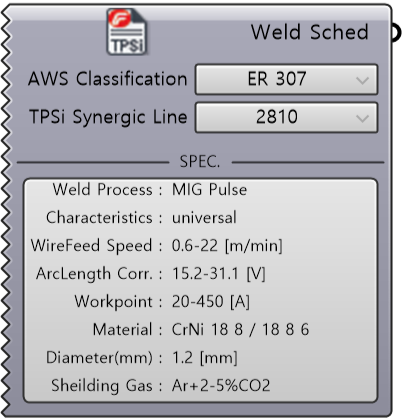 TPSi
Weld Sched
AWS Classification ER 307
TPSi Synergic Line 2810
SPEC.
Weld Process : MIG Pulse
Characteristics : universal
WireFeed Speed : 0.6-22 [m/min]
ArcLength Corr. : 15.2-31.1 [V]
Workpoint : 20-450 [A]
Material : CrNi 18 8 / 18 8 6
Diameter(mm) : 1.2 [mm]
Sheilding Gas : Ar+2-5%CO2